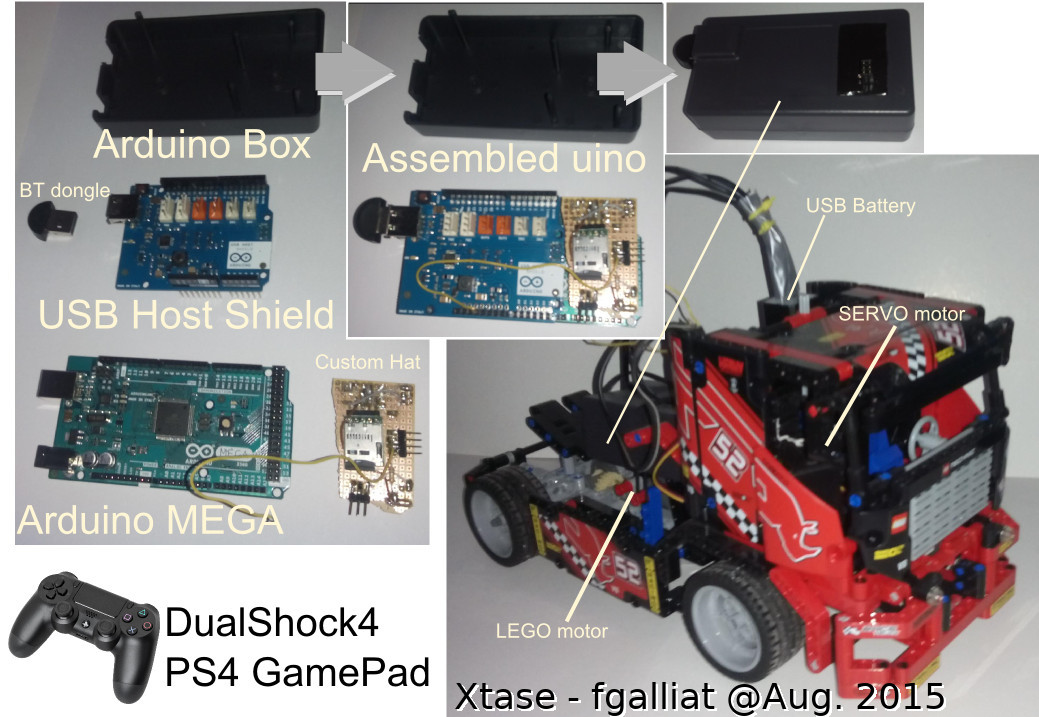 Arduino Box
Assembled uino
BT dongle
USB Host Shield
Custom Hat
Arduino MEGA
DualShock4
PS4 GamePad
USB Battery
SERVO motor
LEGO motor
52
52
Xtase - fgalliat @Aug. 2015